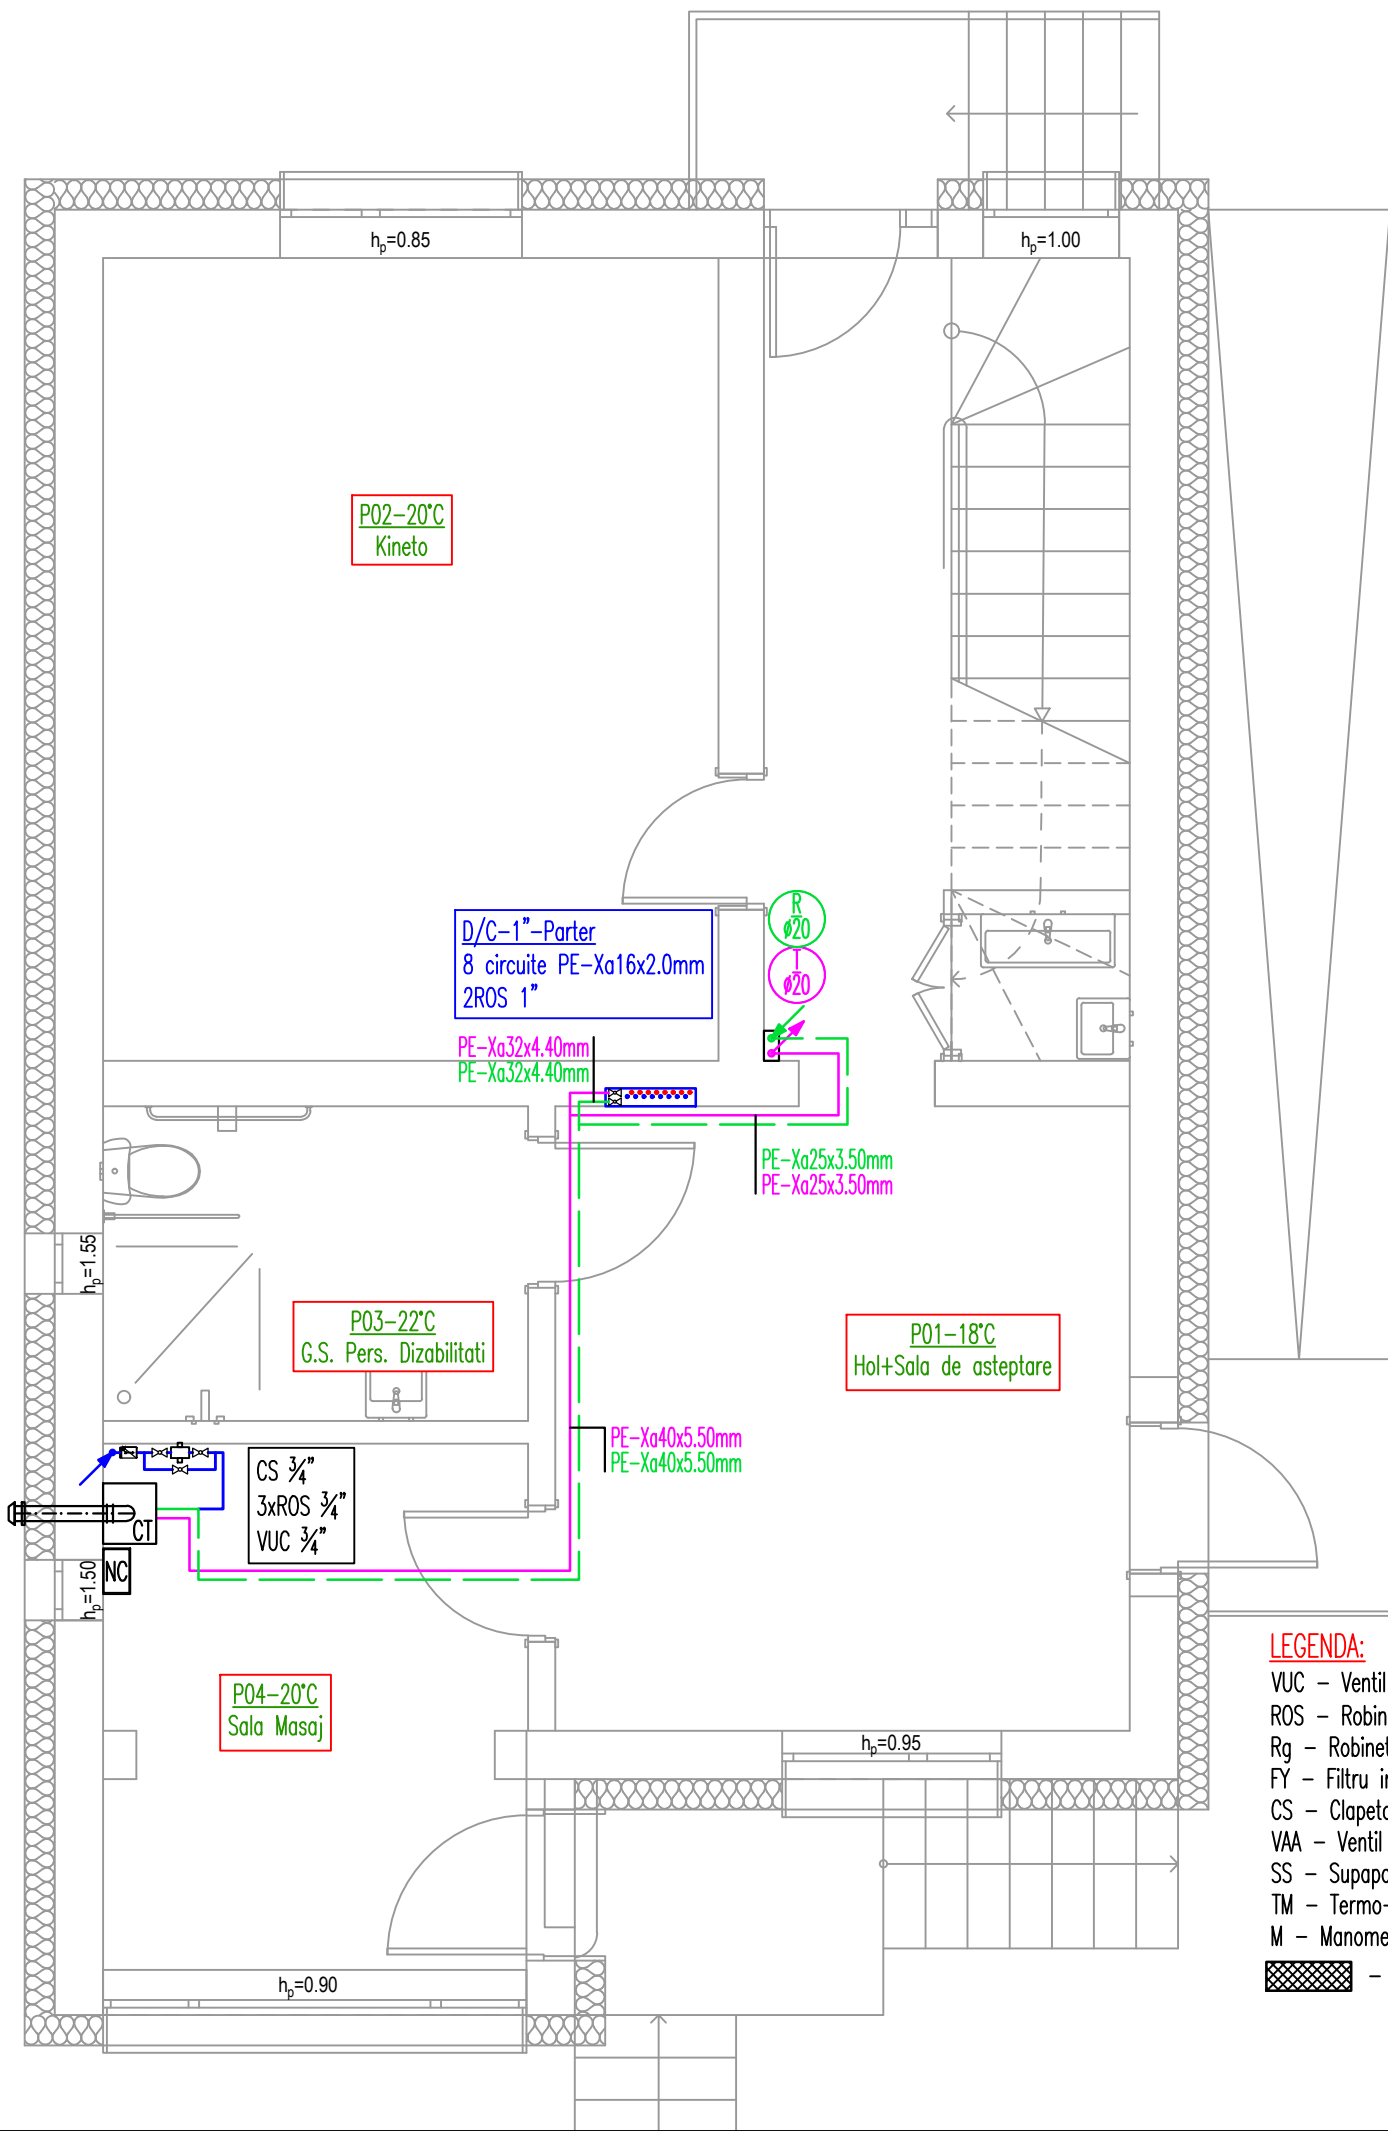 hp=0.85
hp=1.00
P02-20°C
Kineto
R
ø20
T
ø20
D/C-1"-Parter
8 circuite PE-Xa16x2.0mm
2ROS 1"
PE-Xa32x4.40mm
PE-Xa32x4.40mm
PE-Xa25x3.50mm
PE-Xa25x3.50mm
hp=1.55
P03-22°C
G.S. Pers. Dizabilitati
P01-18°C
Hol+Sala de asteptare
PE-Xa40x5.50mm
PE-Xa40x5.50mm
CS ¾"
3xROS ¾"
VUC ¾"
CT
NC
hp=1.50
P04-20°C
Sala Masaj
hp=0.95
hp=0.90
LEGENDA:
VUC - Ventil
ROS - Robin
Rg - Robinet
FY - Filtru
CS - Clapet
VAA - Ventil
SS - Supap
TM - Termo-
M - Manome
-